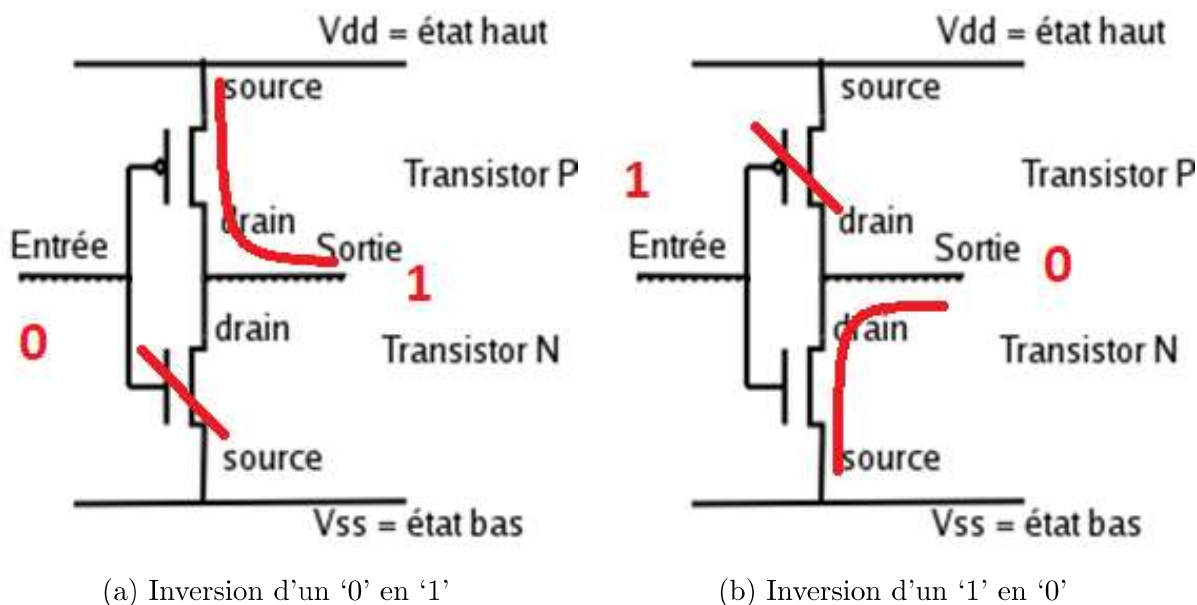 Vdd = état haut
source
Transistor P
drain
Entrée
Sortie
1
0
drain
Transistor N
source
Vss = état bas
(a) Inversion d'un ‘0’ en ‘1’
Vdd = état haut
source
1
Transistor P
drain
Entrée
Sortie
0
drain
Transistor N
source
Vss = état bas
(b) Inversion d'un ‘1’ en ‘0’